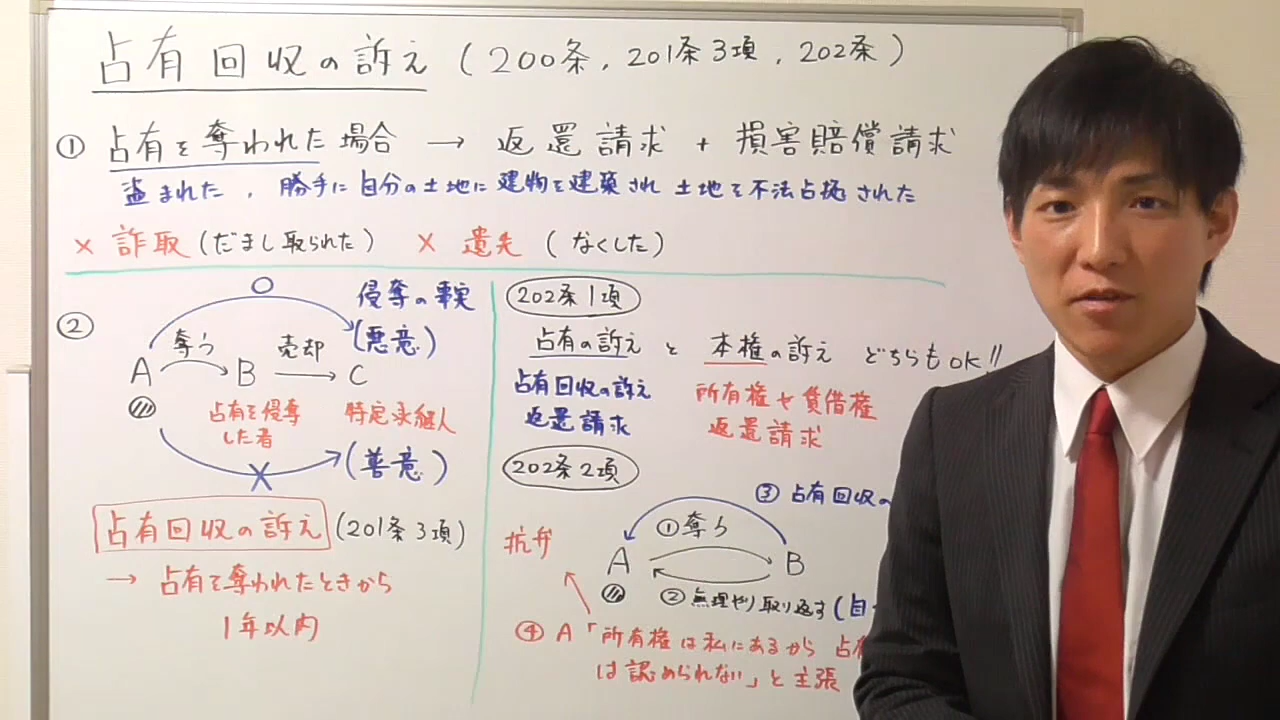 占有回収の訴え (200条, 201条3項, 202条)
① 占有を奪われた場合 → 返還請求 + 損害賠償請求
盗まれた, 勝手に自分の土地に建物を建築され 土地を不法占拠された
× 詐取 (だまし取られた) × 遺失 (なくした)
②
○
侵奪の事実
(悪意)
奪う
売却
A B C
占有を侵奪した者
特定承継人
×
(善意)
占有回収の訴え (201条3項)
→ 占有を奪われたときから
1年以内
202条1項
占有の訴え と 本権の訴え どちらもOK!!
占有回収の訴え
返還請求
所有権や賃借権
返還請求
202条2項
③ 占有回収の
①奪う
抗弁
A B
②無理やり取り返す(自
④ A「所有権は私にあるから 占有
は認められない」と主張